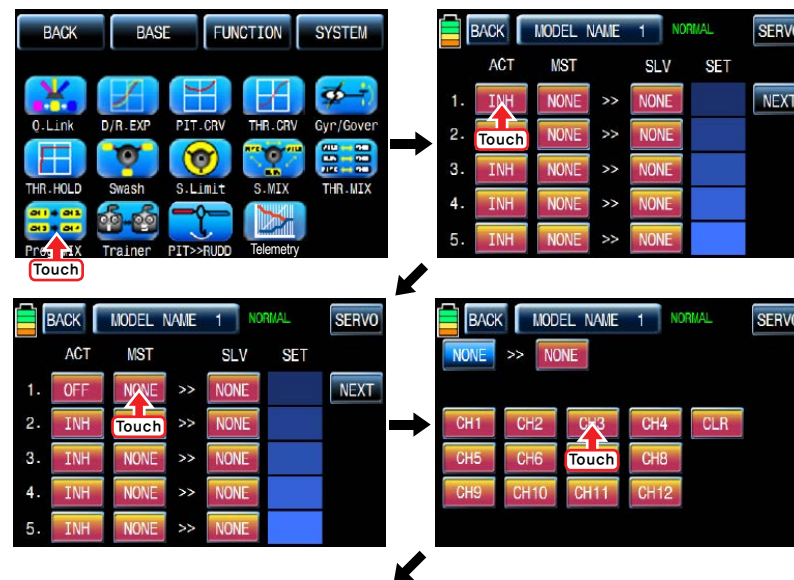 BACK BASE FUNCTION SYSTEM
Q.Link D/R.EXP PIT.CRV THR.CRV Gyr/Gover
THR.HOLD Swash S.Limit S.MIX THR.MIX
Trainer PIT>>RUDD Telemetry
Touch
BACK MODEL NAME 1 NORMAL SERVO
ACT MST SLV SET
1. INH NONE >> NONE NEXT
2. Touch NONE >> NONE
3. INH NONE >> NONE
4. INH NONE >> NONE
5. INH NONE >> NONE
BACK MODEL NAME 1 NORMAL SERVO
ACT MST SLV SET
1. OFF NONE >> NONE NEXT
2. INH Touch >> NONE
3. INH NONE >> NONE
4. INH NONE >> NONE
5. INH NONE >> NONE
BACK MODEL NAME 1 NORMAL SERVO
NONE >> NONE
CH1 CH2 CH3 CH4 CLR
CH5 CH6 Touch CH8
CH9 CH10 CH11 CH12